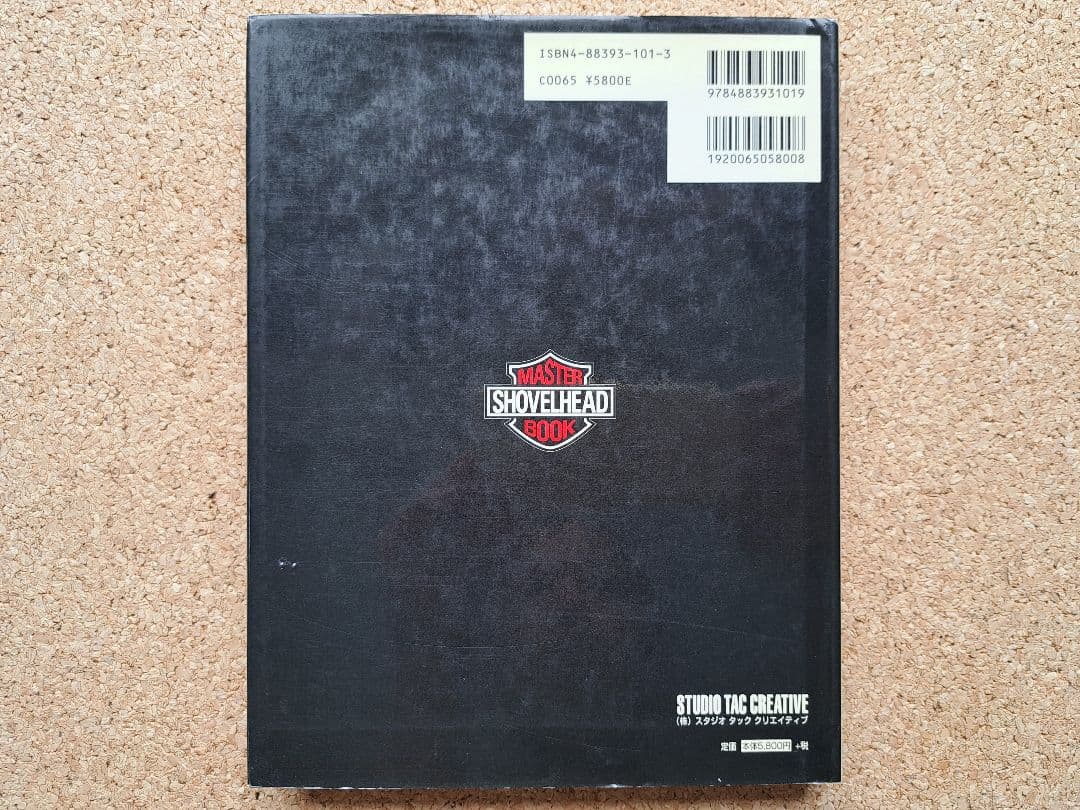 ISBN4-88393-101-3
C0065 ¥5800E
9784883931019
1920065058008
MASTER
SHOVELHEAD
BOOK
STUDIO TAC CREATIVE
(株)スタジオ タック クリエイティブ
定価 本体5,800円 +税